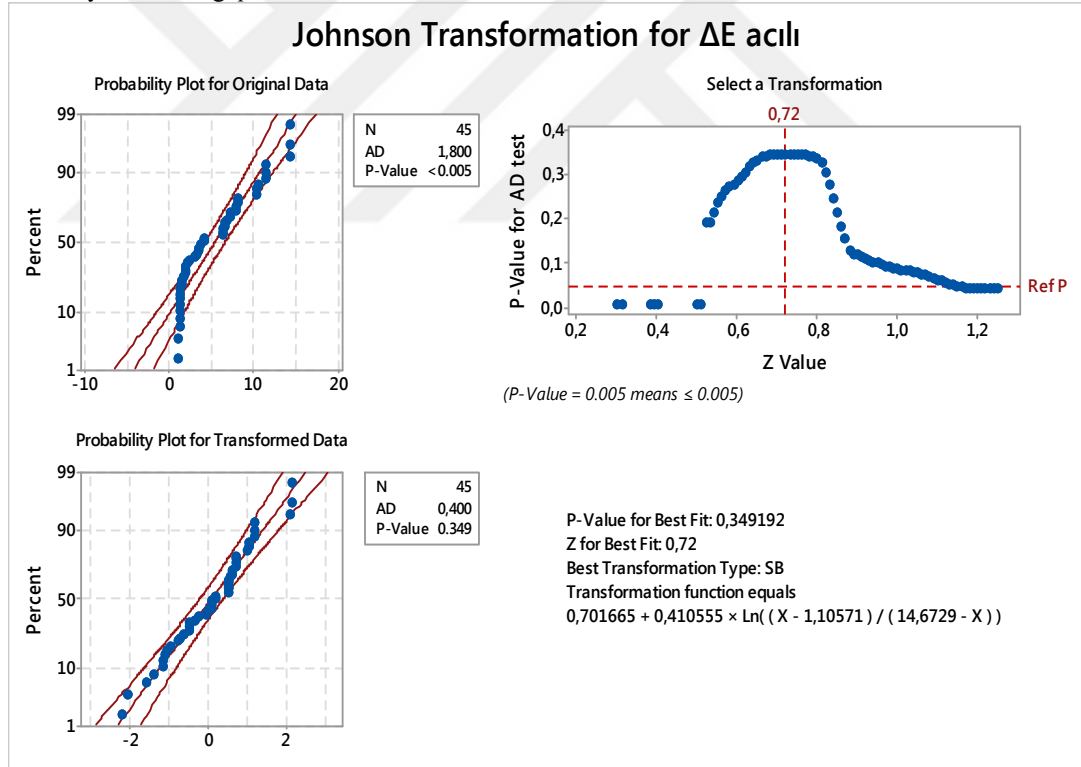 Johnson Transformation for ΔE acılı
Probability Plot for Original Data
Percent
99
90
50
10
1
-10 0 10 20
N 45
AD 1,800
P-Value <0.005
Select a Transformation
0,72
P-Value for AD test
0,4
0,3
0,2
0,1
0,0
Ref P
0,2 0,4 0,6 0,8 1,0 1,2
Z Value
(P-Value = 0.005 means ≤ 0.005)
Probability Plot for Transformed Data
Percent
99
90
50
10
1
-2 0 2
N 45
AD 0,400
P-Value 0.349
P-Value for Best Fit: 0,349192
Z for Best Fit: 0,72
Best Transformation Type: SB
Transformation function equals
0,701665 + 0,410555 × Ln( ( X - 1,10571 ) / ( 14,6729 - X ) )